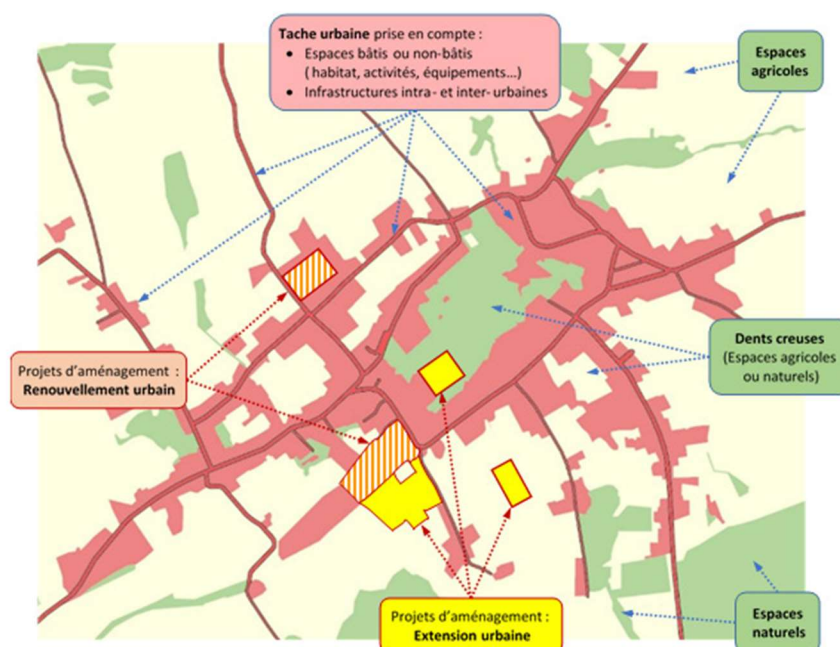 Tache urbaine prise en compte :
• Espaces bâtis ou non-bâtis
( habitat, activités, équipements...)
• Infrastructures intra- et inter- urbaines
Espaces
agricoles
Dents creuses
(Espaces agricoles
ou naturels)
Projets d’aménagement :
Renouvellement urbain
Projets d’aménagement :
Extension urbaine
Espaces
naturels